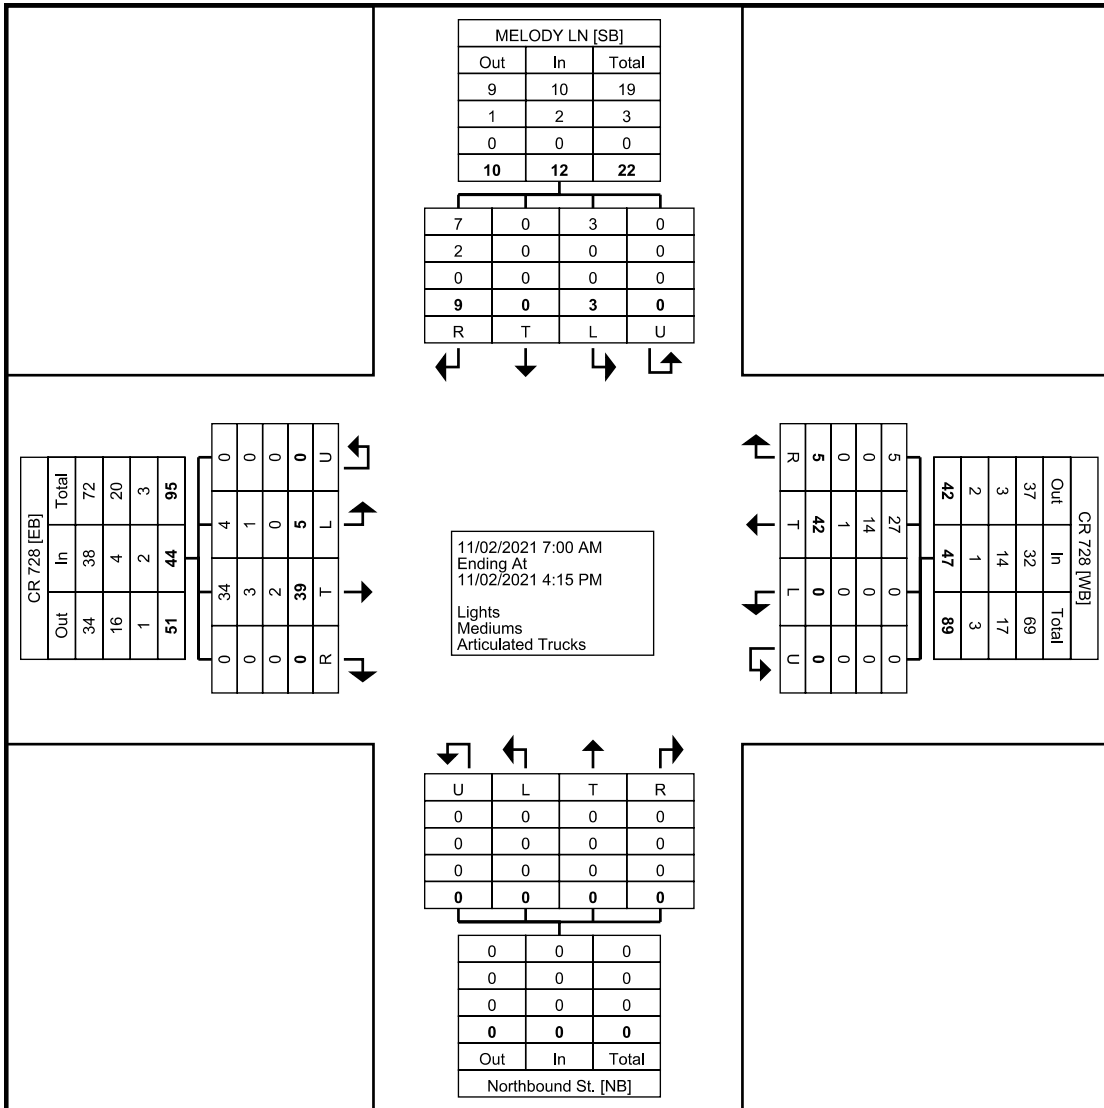 MELODY LN [SB]
Out In Total
9 10 19
1 2 3
0 0 0
10 12 22
7 0 3 0
2 0 0 0
0 0 0 0
9 0 3 0
R T L U
CR 728 [EB]
Total In Out
72 38 34
20 4 16
3 2 1
95 44 51
0 4 34 0
0 1 3 0
0 0 2 0
0 5 39 0
U L T R
11/02/2021 7:00 AM
Ending At
11/02/2021 4:15 PM
Lights
Mediums
Articulated Trucks
CR 728 [WB]
Out In Total
37 32 69
3 14 17
2 1 3
42 47 89
5 27 0 0
0 14 0 0
0 1 0 0
5 42 0 0
R T L U
U L T R
0 0 0 0
0 0 0 0
0 0 0 0
0 0 0 0
0 0 0
0 0 0
0 0 0
0 0 0
Out In Total
Northbound St. [NB]